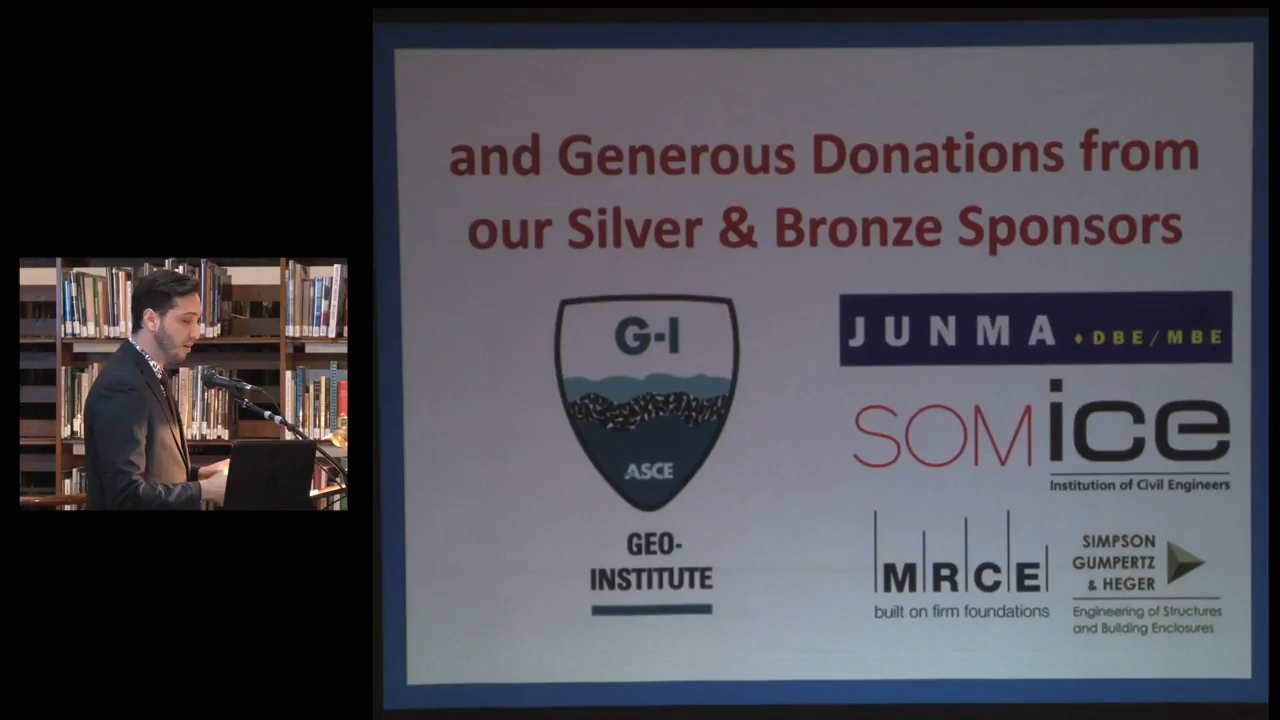 and Generous Donations from
our Silver & Bronze Sponsors
G-I
ASCE
GEO-
INSTITUTE
JUNMA ♦ DBE/MBE
SOM
ice
Institution of Civil Engineers
MRCE
built on firm foundations
SIMPSON
GUMPERTZ
& HEGER
Engineering of Structures
and Building Enclosures